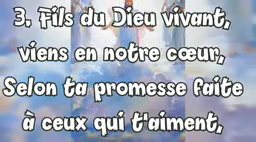 3. Fils du Dieu vivant,
viens en notre cœur,
Selon ta promesse faite
à ceux qui t'aiment,